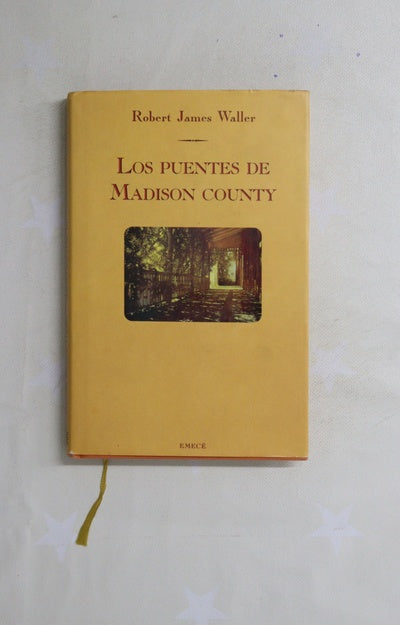 Robert James Waller
LOS PUENTES DE
MADISON COUNTY
EMECÉ